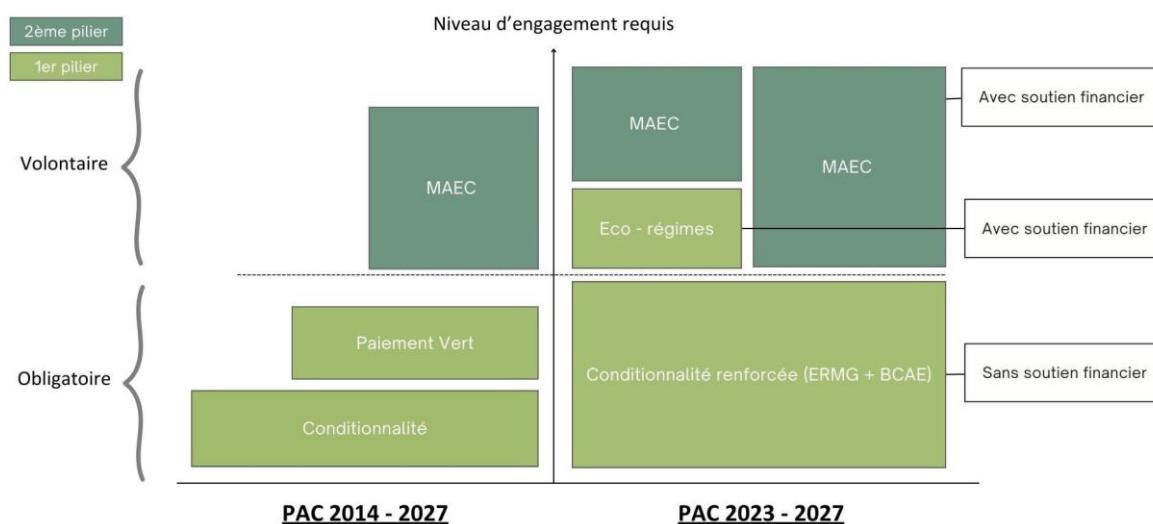 2ème pilier
1er pilier
Niveau d'engagement requis
Volontaire
Obligatoire
MAEC
Paiement Vert
Conditionnalité
MAEC
MAEC
Eco - régimes
Conditionnalité renforcée (ERMG + BCAE)
Avec soutien financier
Avec soutien financier
Sans soutien financier
PAC 2014 - 2027
PAC 2023 - 2027